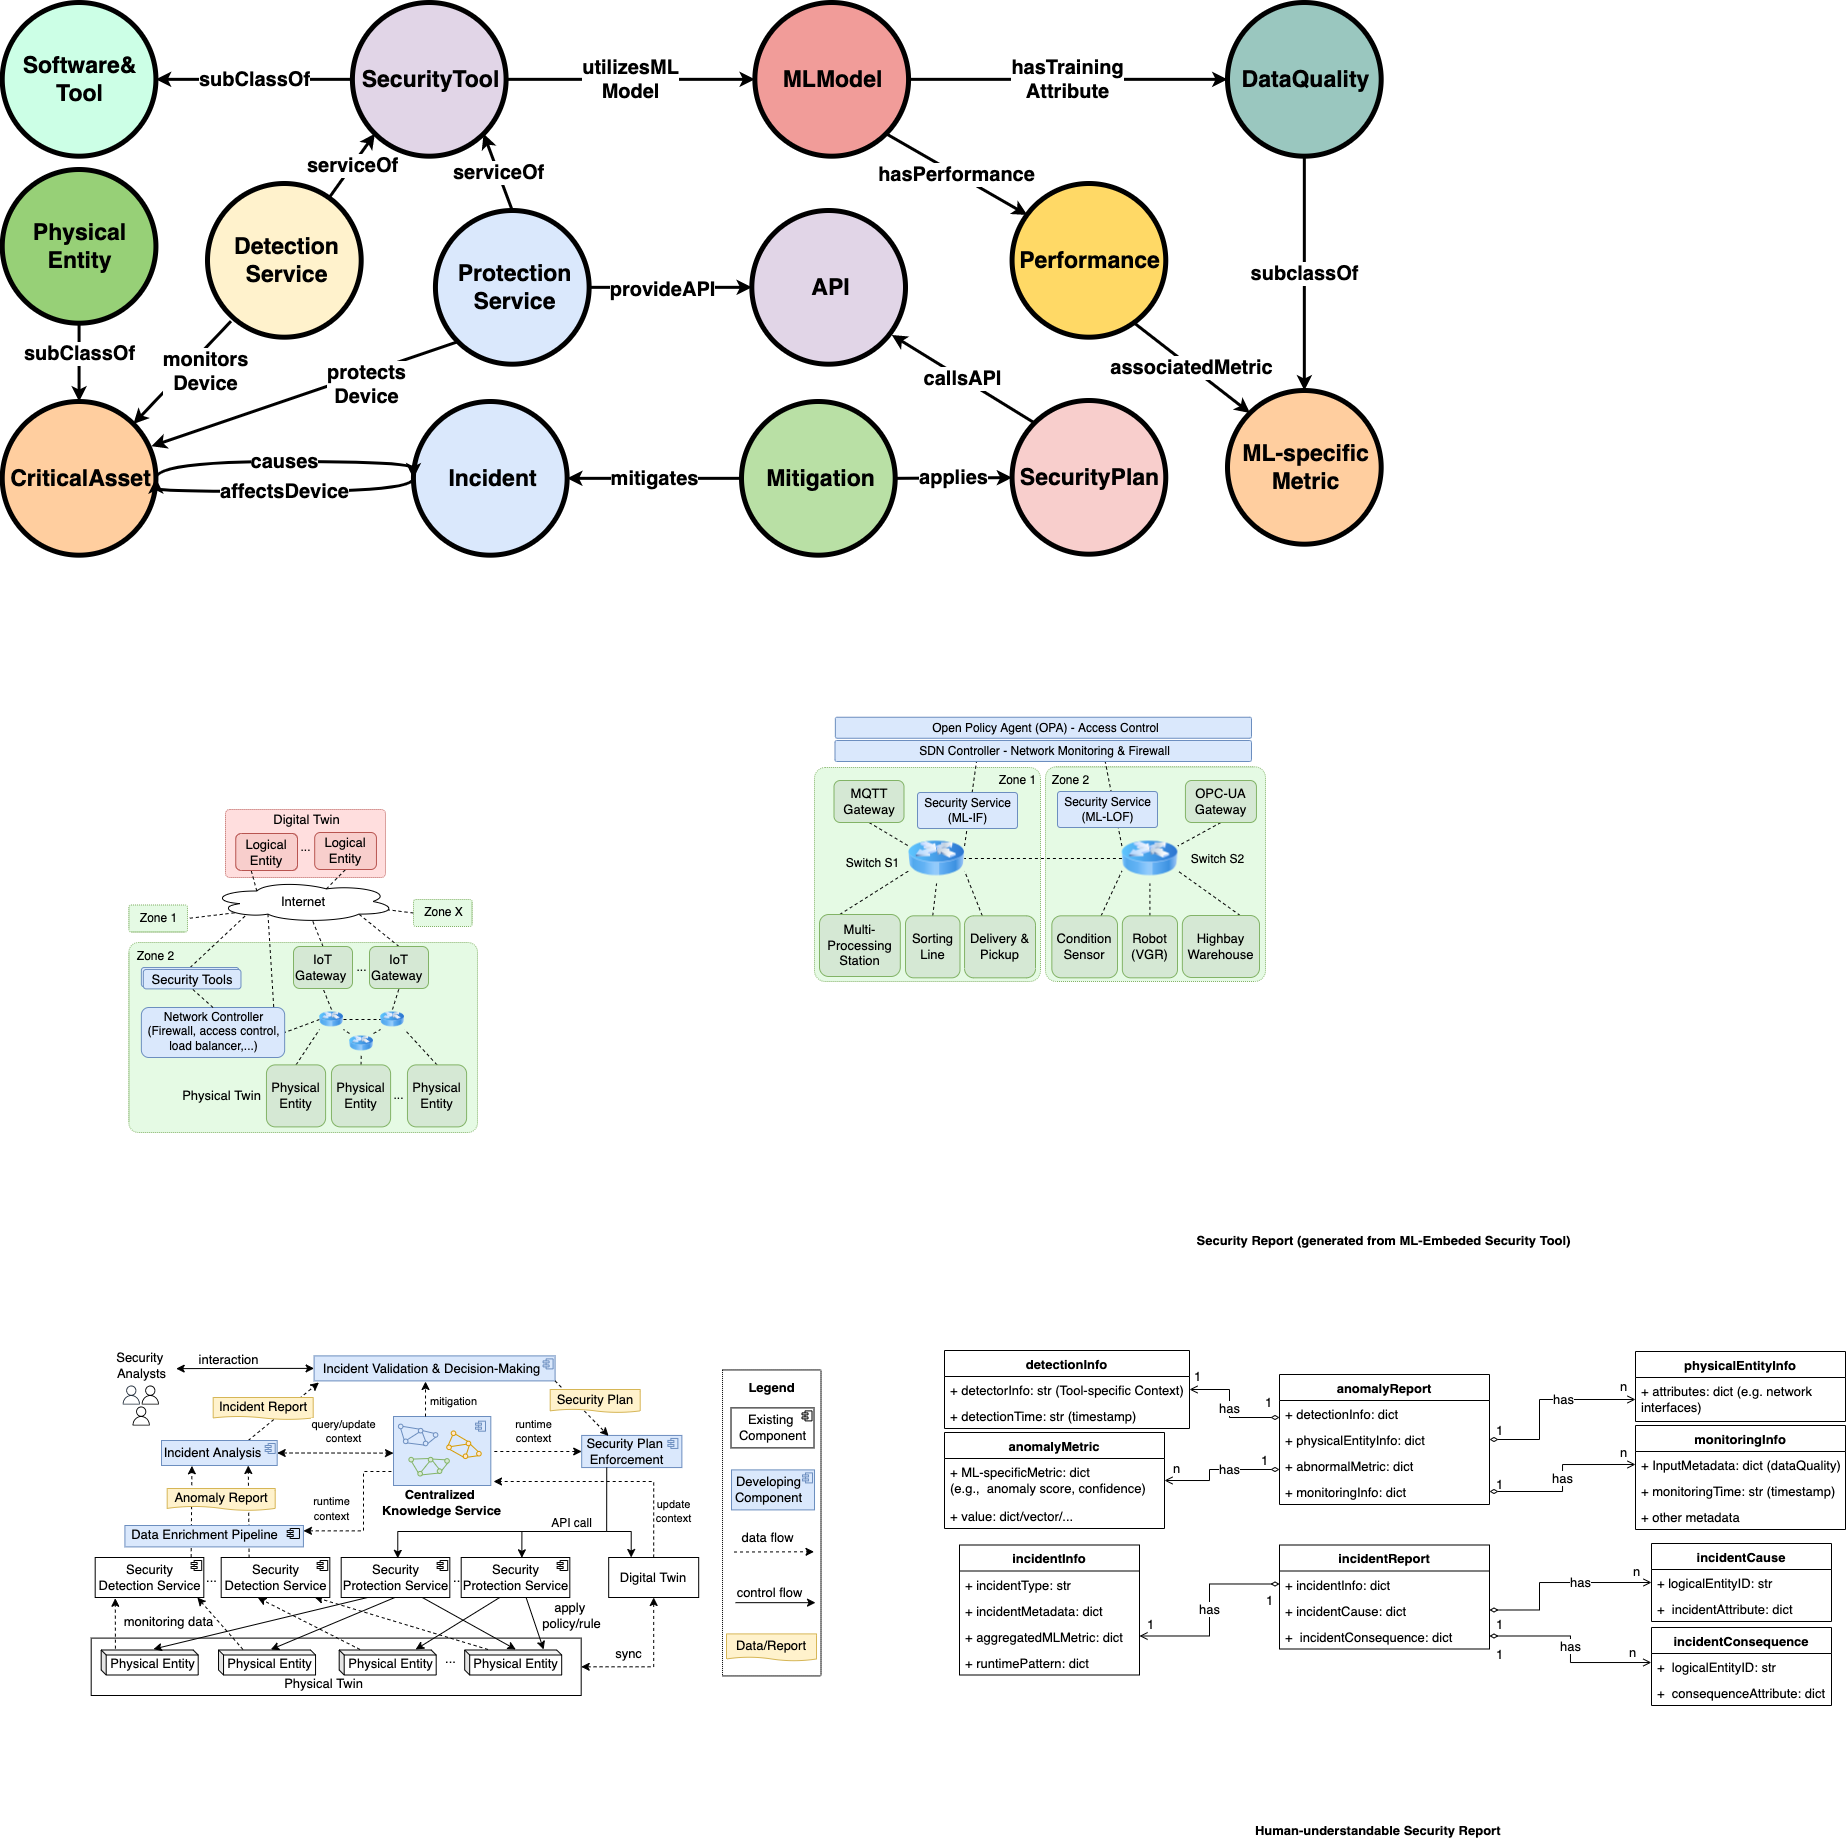 Software&
Tool
subClassOf
SecurityTool
utilizesML
Model
MLModel
hasTraining
Attribute
DataQuality
serviceOf
serviceOf
hasPerformance
Physical
Entity
Detection
Service
Protection
Service
provideAPI
API
Performance
subclassOf
subClassOf
monitors
Device
protects
Device
callsAPI
associatedMetric
CriticalAsset
causes
affectsDevice
Incident
mitigates
Mitigation
applies
SecurityPlan
ML-specific
Metric
Open Policy Agent (OPA) - Access Control
SDN Controller - Network Monitoring & Firewall
Zone 1
Zone 2
MQTT
Gateway
Security Service
(ML-IF)
Security Service
(ML-LOF)
OPC-UA
Gateway
Switch S1
Switch S2
Multi-
Processing
Station
Sorting
Line
Delivery &
Pickup
Condition
Sensor
Robot
(VGR)
Highbay
Warehouse
Digital Twin
Logical
Entity
...
Logical
Entity
Internet
Zone 1
Zone X
Zone 2
Security Tools
IoT
Gateway
...
IoT
Gateway
Network Controller
(Firewall, access control,
load balancer,...)
Physical Twin
Physical
Entity
Physical
Entity
...
Physical
Entity
Security Report (generated from ML-Embeded Security Tool)
Security
Analysts
interaction
Incident Validation & Decision-Making
Incident Report
mitigation
Security Plan
query/update
context
runtime
context
Incident Analysis
Security Plan
Enforcement
Anomaly Report
Centralized
Knowledge Service
runtime
context
update
context
Data Enrichment Pipeline
API call
Security
Detection Service
...
Security
Detection Service
Security
Protection Service
...
Security
Protection Service
Digital Twin
monitoring data
apply
policy/rule
Physical Entity
Physical Entity
Physical Entity
...
Physical Entity
sync
Physical Twin
Legend
Existing
Component
Developing
Component
data flow
control flow
Data/Report
detectionInfo
+ detectorInfo: str (Tool-specific Context)
+ detectionTime: str (timestamp)
1
has
1
anomalyReport
+ detectionInfo: dict
+ physicalEntityInfo: dict
+ abnormalMetric: dict
+ monitoringInfo: dict
1
has
n
physicalEntityInfo
+ attributes: dict (e.g. network
interfaces)
anomalyMetric
+ ML-specificMetric: dict
(e.g., anomaly score, confidence)
+ value: dict/vector/...
n
has
1
1
has
n
monitoringInfo
+ InputMetadata: dict (dataQuality)
+ monitoringTime: str (timestamp)
+ other metadata
incidentInfo
+ incidentType: str
+ incidentMetadata: dict
+ aggregatedMLMetric: dict
+ runtimePattern: dict
1
has
1
incidentReport
+ incidentInfo: dict
+ incidentCause: dict
+ incidentConsequence: dict
1
has
n
incidentCause
+ logicalEntityID: str
+ incidentAttribute: dict
1
has
n
incidentConsequence
+ logicalEntityID: str
+ consequenceAttribute: dict
Human-understandable Security Report